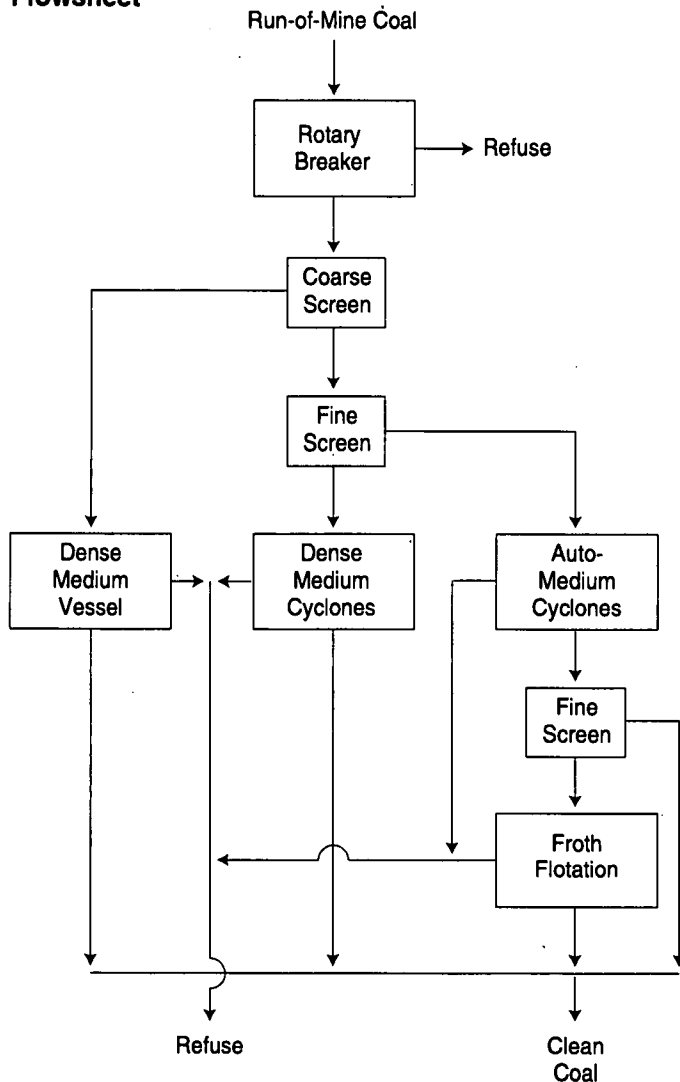 Flowsheet
Run-of-Mine Coal
Rotary
Breaker
Refuse
Coarse
Screen
Fine
Screen
Dense
Medium
Vessel
Dense
Medium
Cyclones
Auto-
Medium
Cyclones
Fine
Screen
Froth
Flotation
Refuse
Clean
Coal